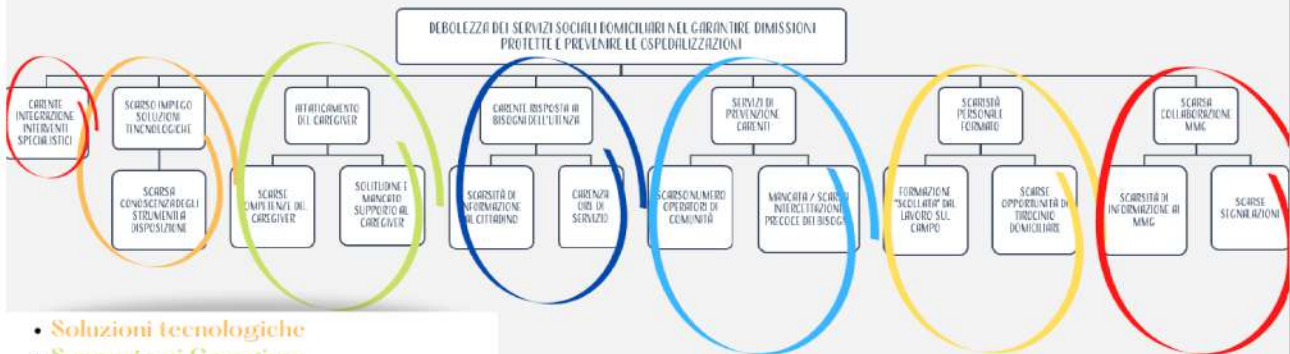 DEBOLEZZA DEI SERVIZI SOCIALI DOMICILIARI NEL GARANTIRE DIMISSIONI
PROTETTE E PREVENIRE LE OSPEDALIZZAZIONI
CARENTE
INTEGRAZIONE
INTERVENTI
SPECIALISTICI
SCARSO IMPEGO
SOLUZIONI
TENCNOLOGICHE
SCARSA
CONOSCENZA DEGLI
STRUMENTI A
DISPOSIZIONE
AFFATICAMENTO
DEL CAREGIVER
SCARSE
COMPETENZE DEL
CAREGIVER
SOLITUDINE E
MANCATO
SUPPORTO AL
CAREGIVER
CARENTE RISPOSTA AI
BISOGNI DELL'UTENZA
SCARSITÀ DI
INFORMAZIONE
AL CITTADINO
CARENZA
ORE DI
SERVIZIO
SERVIZI DI
PREVENZIONE
CARENTI
SCARSO NUMERO
OPERATORI DI
COMUNITÀ
MANCATA / SCARSA
INTERCETTAZIONE
PRECOCE DEI BISOGNI
SCARISTÀ
PERSONALE
FORMATO
FORMAZIONE
"SCOLLATA" DAL
LAVORO SUL
CAMPO
SCARSE
OPPORTUNITÀ DI
TIROCINIO
DOMICILIARE
SCARSA
COLLABORAZIONE
MMG
SCARSITÀ DI
INFORMAZIONE AI
MMG
SCARSE
SEGNALAZIONI
• Soluzioni tecnologiche